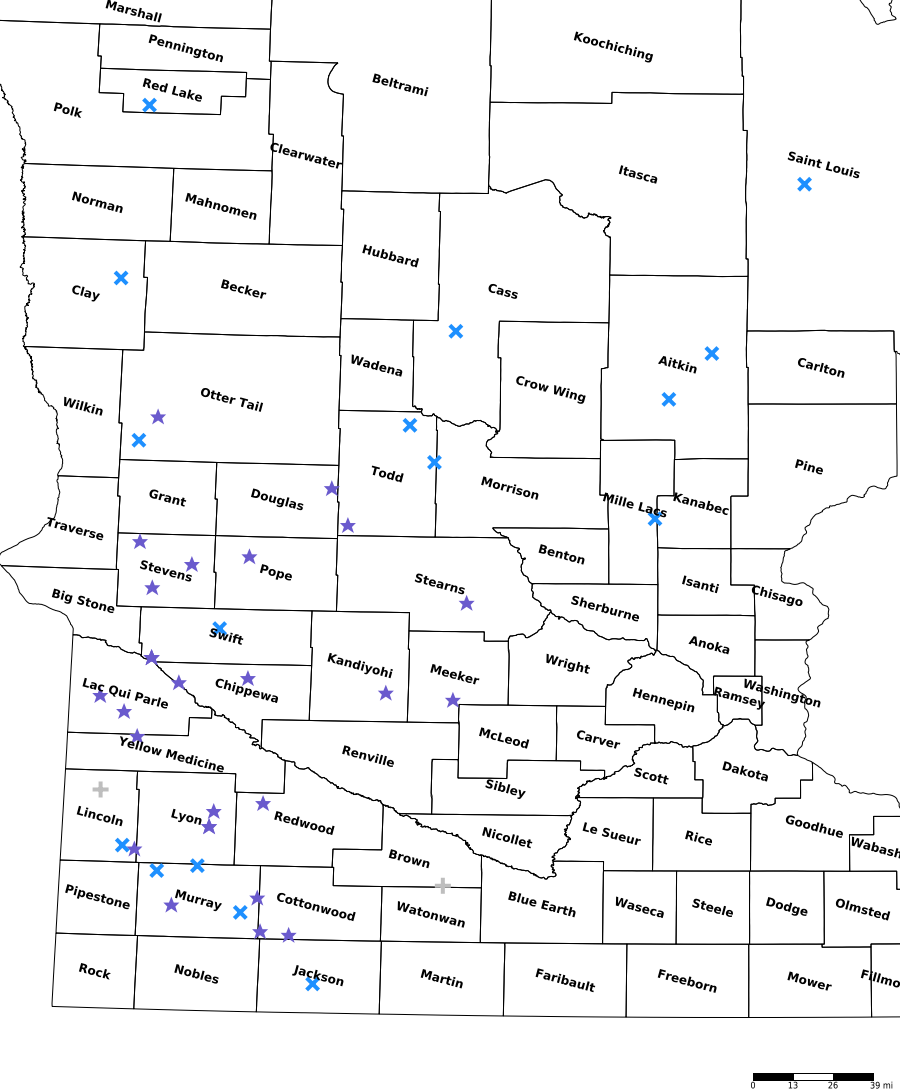 Marshall
Pennington
Koochiching
Beltrami
Red Lake
Polk
Clearwater
Saint Louis
Itasca
Norman
Mahnomen
Hubbard
Clay
Becker
Cass
Wadena
Aitkin
Carlton
Otter Tail
Crow Wing
Wilkin
Todd
Pine
Morrison
Grant
Douglas
Mille Lacs
Kanabec
Traverse
Benton
Stevens
Pope
Stearns
Isanti
Chisago
Big Stone
Sherburne
Swift
Anoka
Kandiyohi
Wright
Meeker
Lac Qui Parle
Chippewa
Hennepin
Ramsey
Washington
McLeod
Carver
Yellow Medicine
Renville
Scott
Dakota
Sibley
Lincoln
Lyon
Redwood
Nicollet
Le Sueur
Rice
Goodhue
Wabash
Brown
Pipestone
Murray
Cottonwood
Watonwan
Blue Earth
Waseca
Steele
Dodge
Olmsted
Rock
Nobles
Jackson
Martin
Faribault
Freeborn
Mower
Fillmo
0 13 26 39 mi